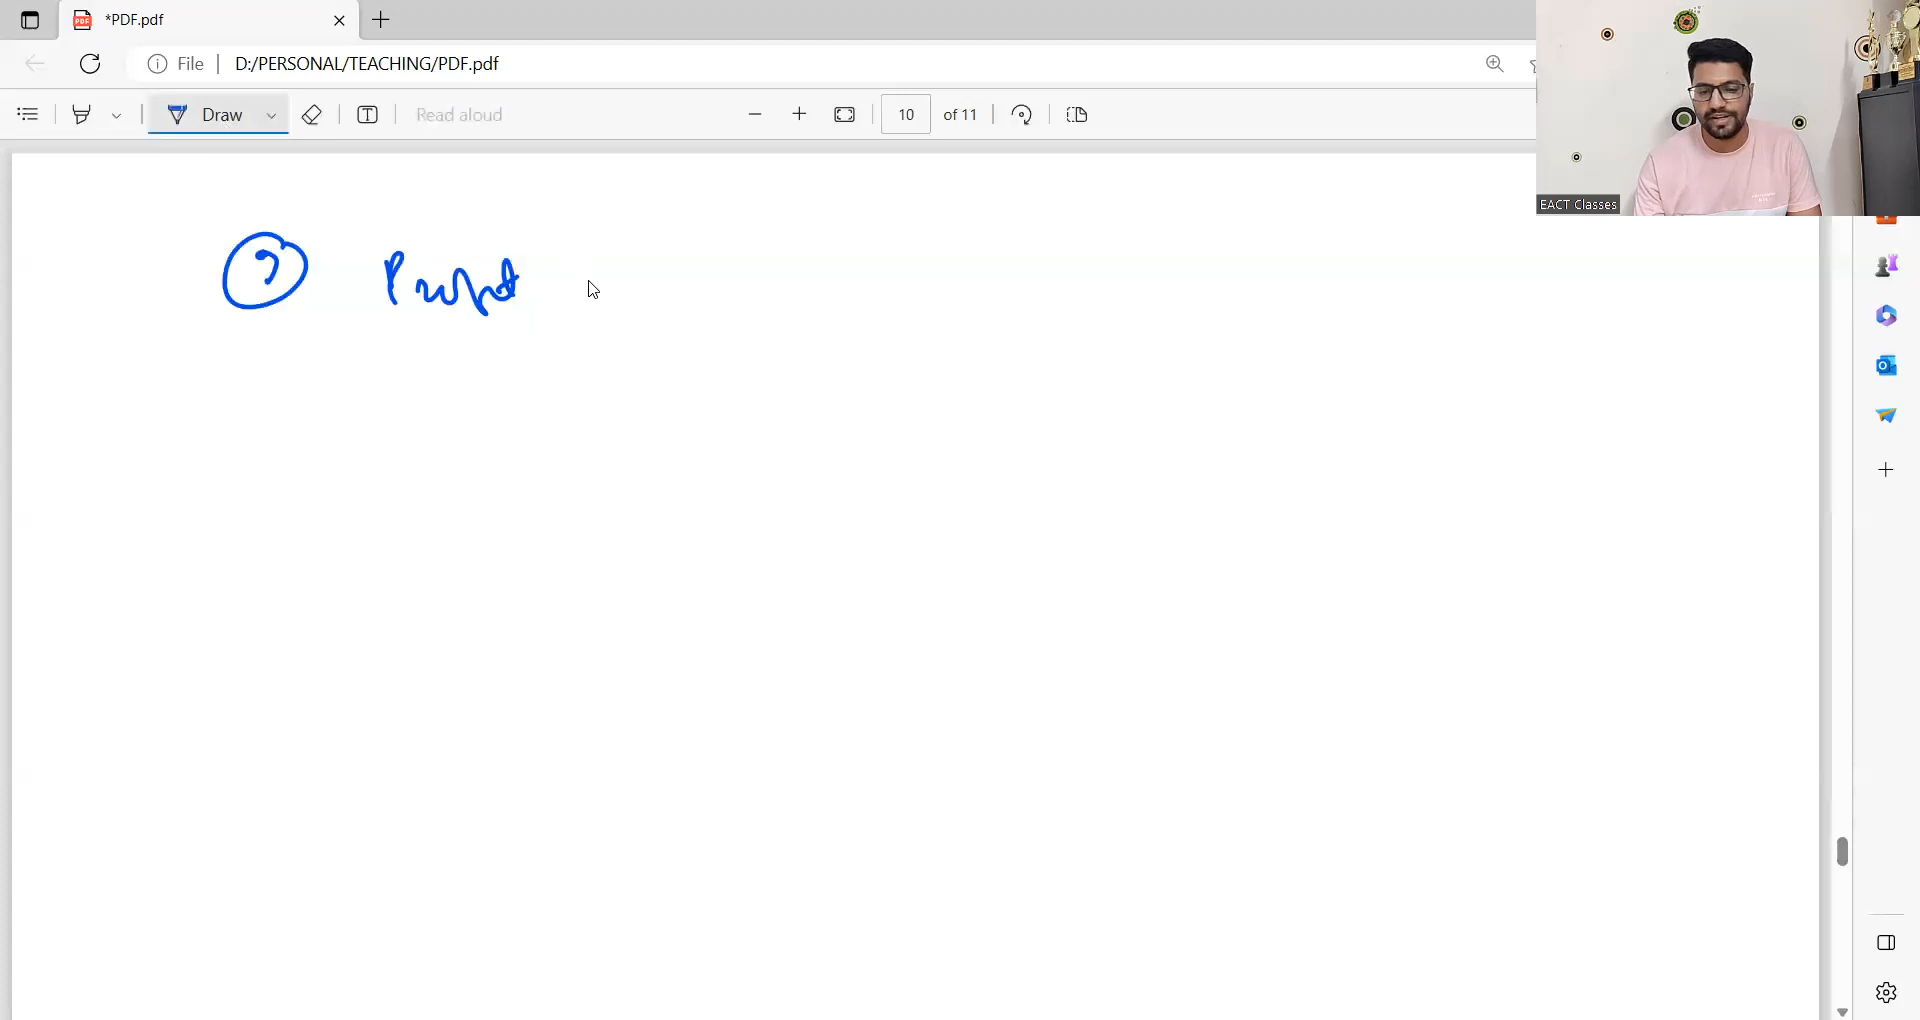 *PDF.pdf
File | D:/PERSONAL/TEACHING/PDF.pdf
Draw
Read aloud
10 of 11
EACT Classes